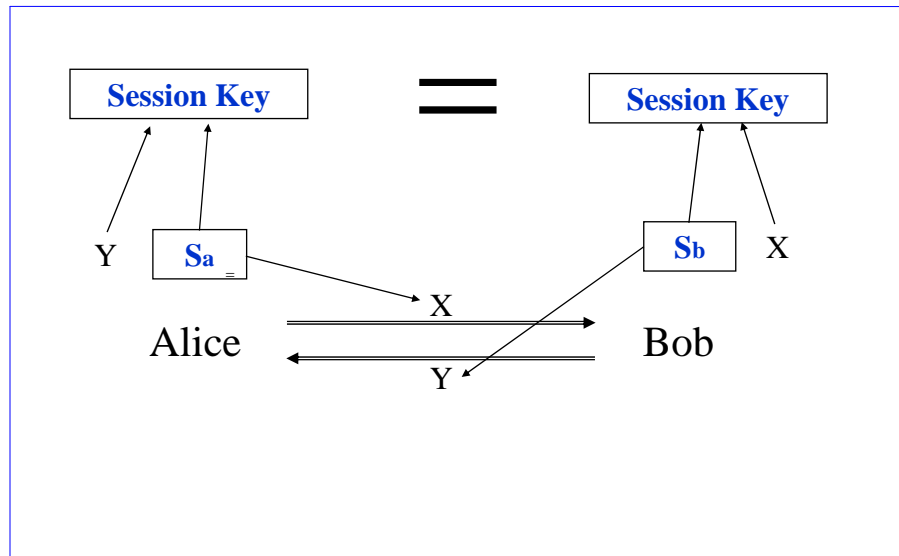 Session Key
=
Session Key
Y
Sa
=
Sb
X
X
Alice
Bob
Y